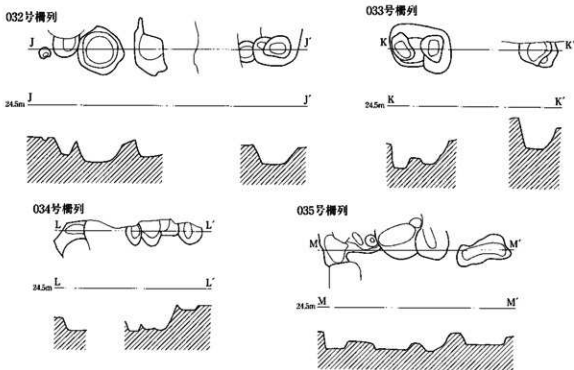 032号柵列
J J′
24.5m J J′
033号柵列
K K′
24.5m K K′
034号柵列
L L′
24.5m L L′
035号柵列
M M′
24.5m M M′